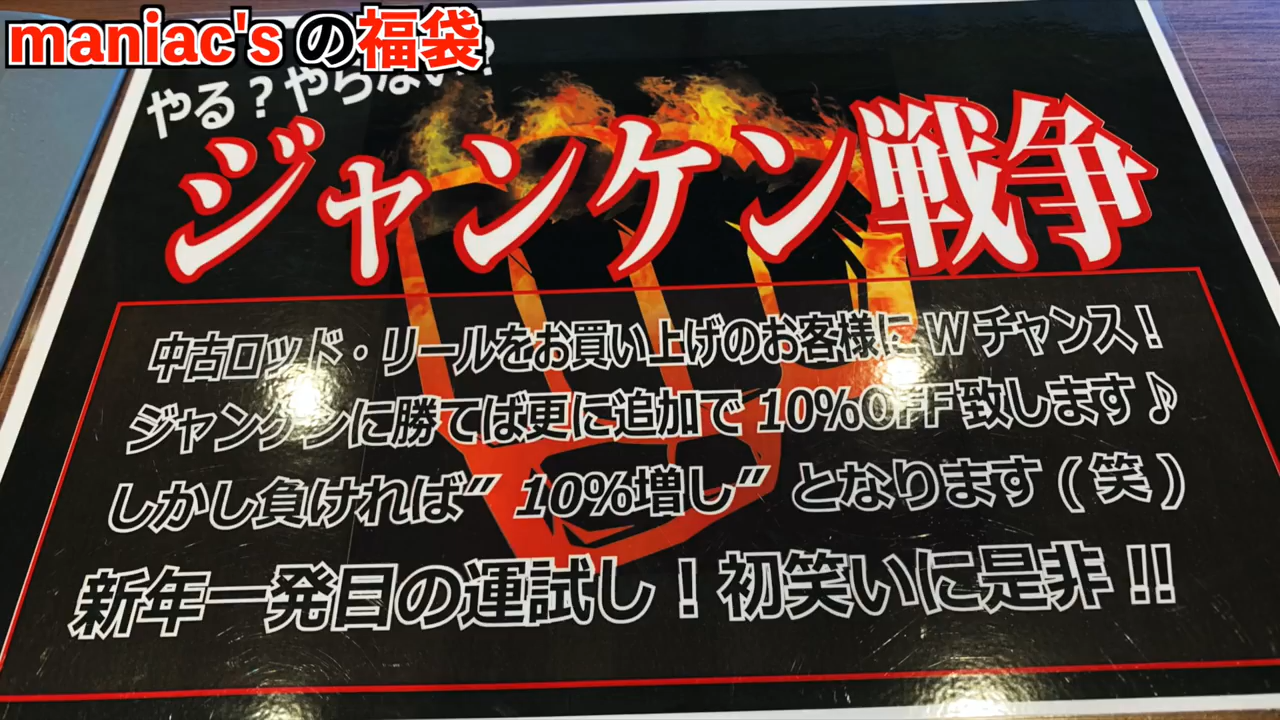 maniac'sの福袋
やる？やらない？
ジャンケン戦争
中古ロッド・リールをお買い上げのお客様にWチャンス！
ジャンケンに勝てば更に追加で10%OFF致します♪
しかし負ければ”10%増し”となります(笑)
新年一発目の運試し！初笑いに是非!!